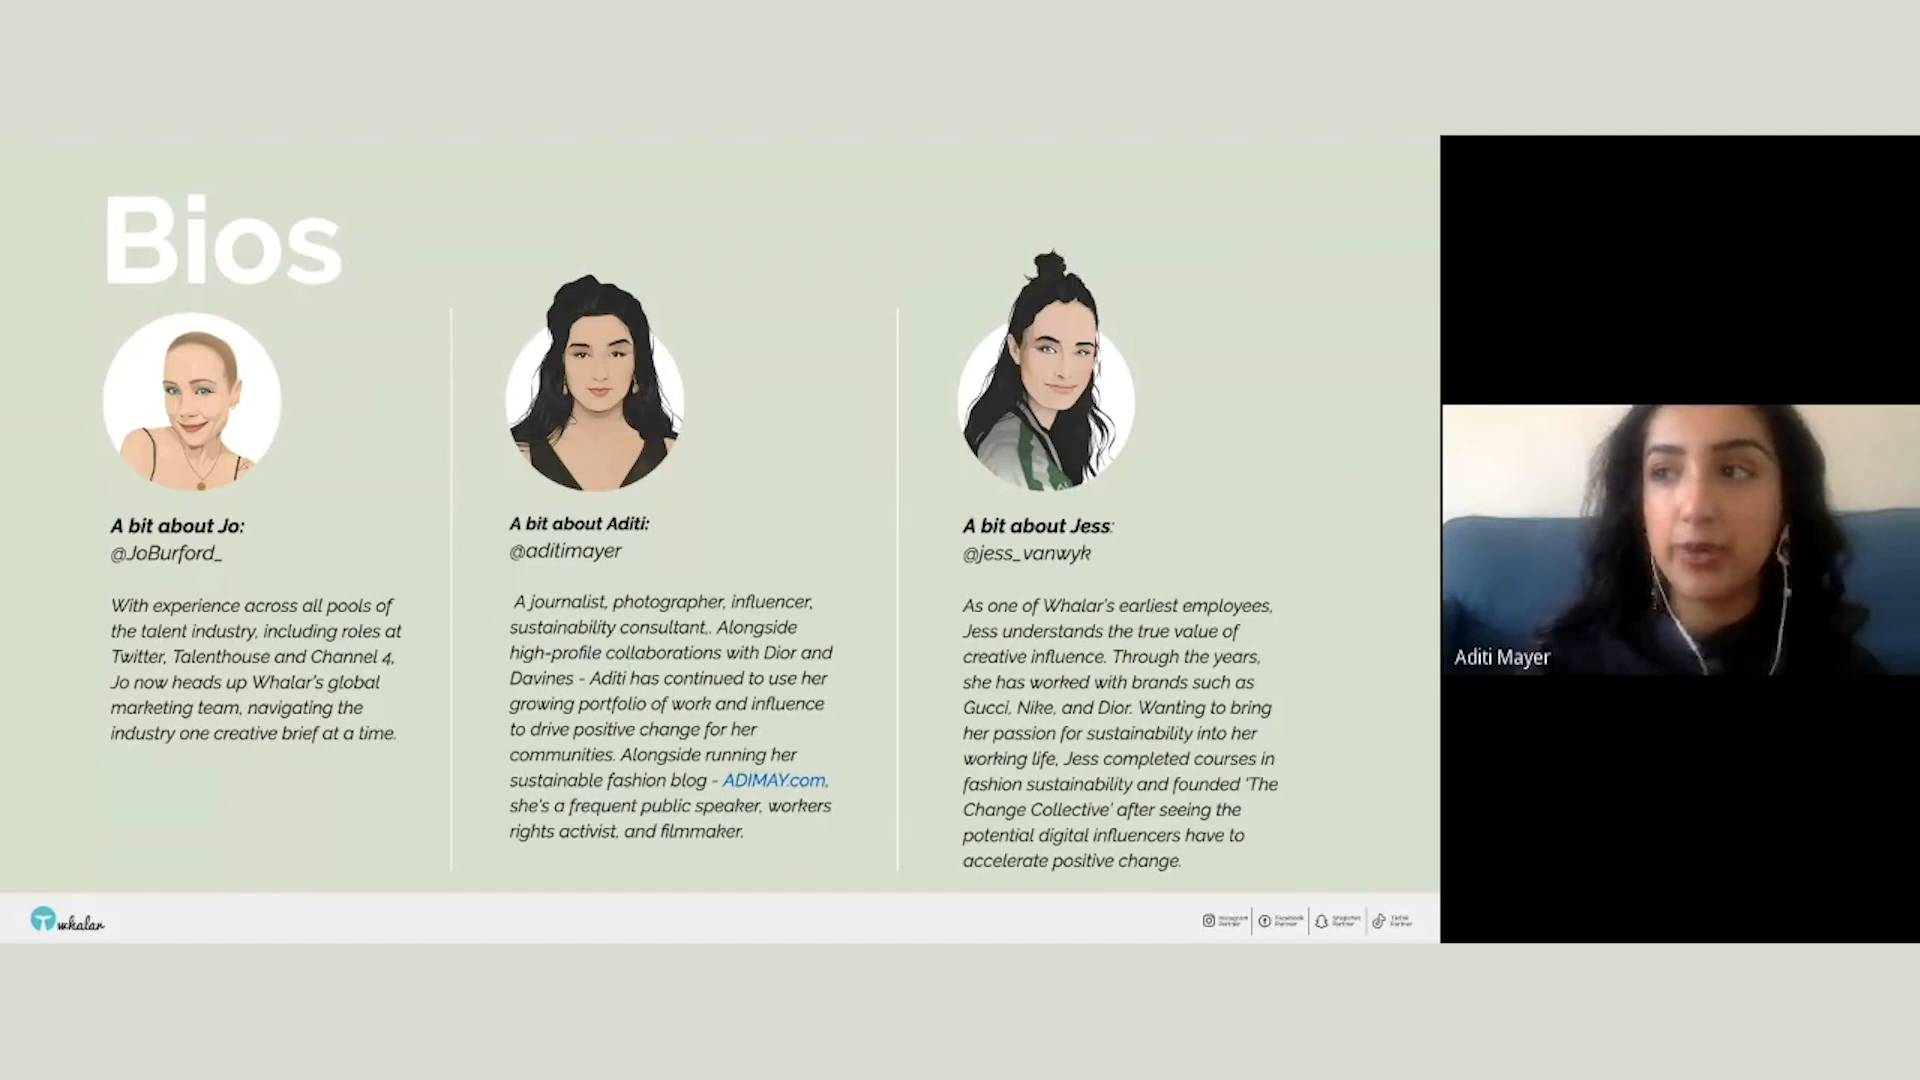 Bios
A bit about Jo:
@JoBurford_
With experience across all pools of
the talent industry, including roles at
Twitter, Talenthouse and Channel 4,
Jo now heads up Whalar's global
marketing team, navigating the
industry one creative brief at a time.
A bit about Aditi:
@aditimayer
A journalist, photographer, influencer,
sustainability consultant,. Alongside
high-profile collaborations with Dior and
Davines - Aditi has continued to use her
growing portfolio of work and influence
to drive positive change for her
communities. Alongside running her
sustainable fashion blog - ADIMAY.com,
she's a frequent public speaker, workers
rights activist, and filmmaker.
A bit about Jess:
@jess_vanwyk
As one of Whalar's earliest employees,
Jess understands the true value of
creative influence. Through the years,
she has worked with brands such as
Gucci, Nike, and Dior. Wanting to bring
her passion for sustainability into her
working life, Jess completed courses in
fashion sustainability and founded 'The
Change Collective' after seeing the
potential digital influencers have to
accelerate positive change.
Aditi Mayer
whalar
Instagram
Partner
Facebook
Partner
Snapchat
Partner
TikTok
Partner